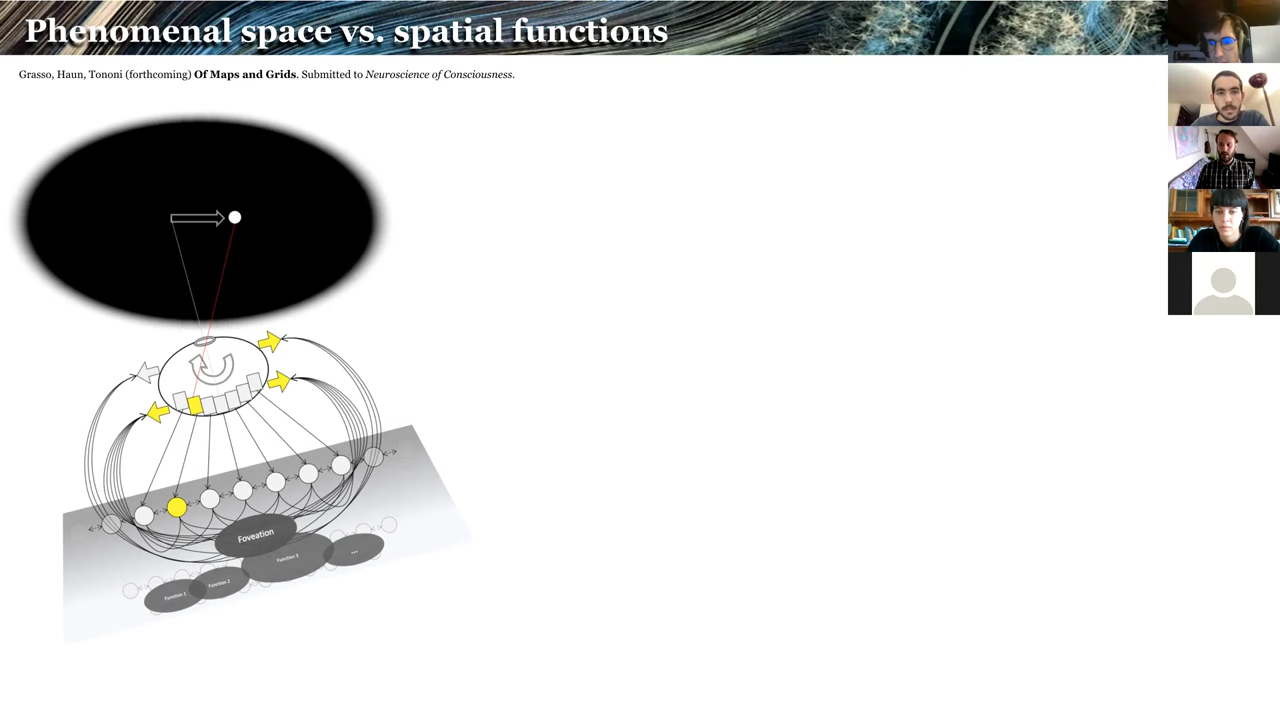 Phenomenal space vs. spatial functions
Grasso, Haun, Tononi (forthcoming) Of Maps and Grids. Submitted to Neuroscience of Consciousness.
Foveation
Function 3
...
Function 2
Function 1